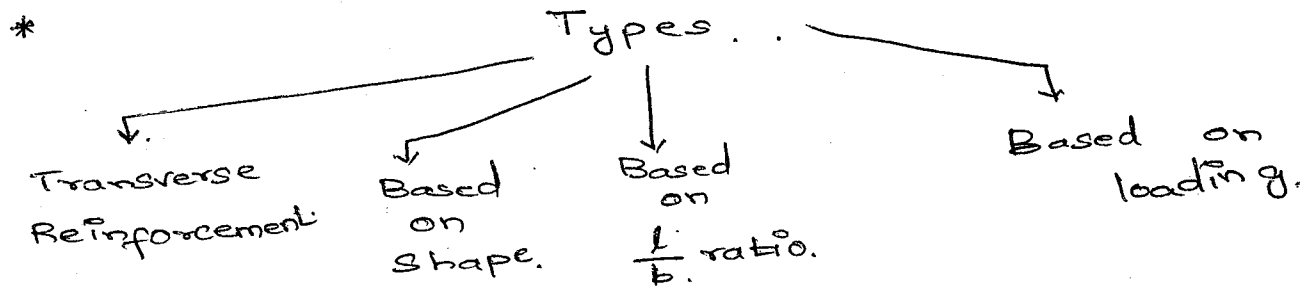 *
Types. .
Transverse
Reinforcement.
Based
on
shape.
Based
on
l/b. ratio.
Based on
loading.